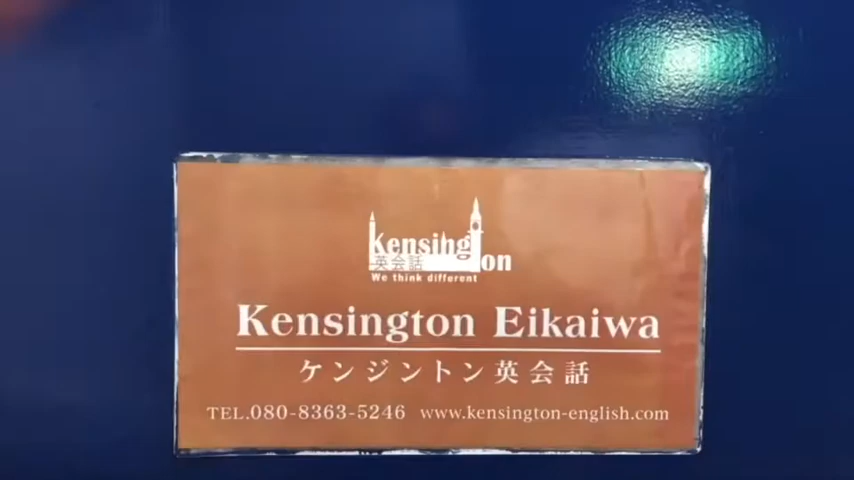 Kensington
英会話
We think different
Kensington Eikaiwa
ケンジントン英会話
TEL.080-8363-5246 www.kensington-english.com